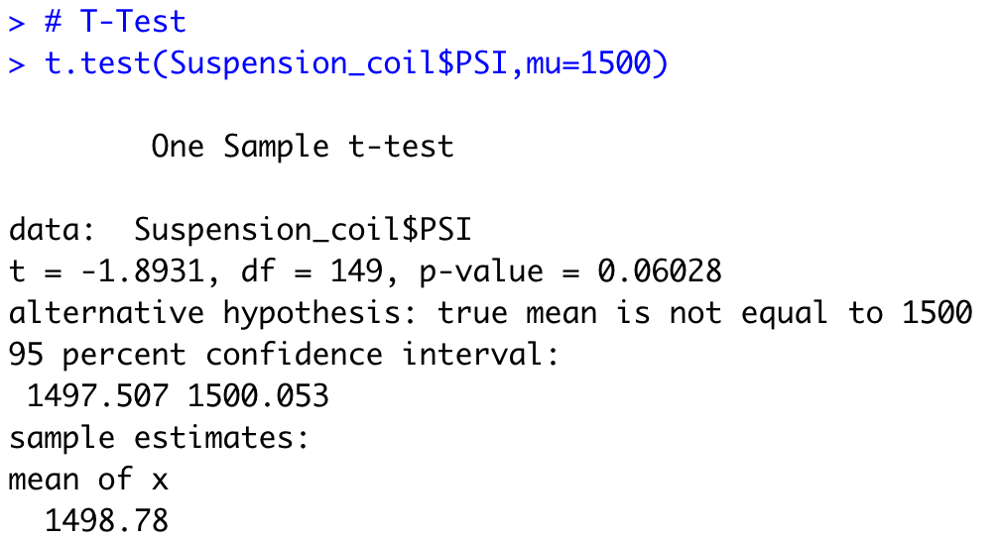 > # T-Test
> t.test(Suspension_coil$PSI,mu=1500)
One Sample t-test
data:  Suspension_coil$PSI
t = -1.8931, df = 149, p-value = 0.06028
alternative hypothesis: true mean is not equal to 1500
95 percent confidence interval:
1497.507 1500.053
sample estimates:
mean of x
1498.78